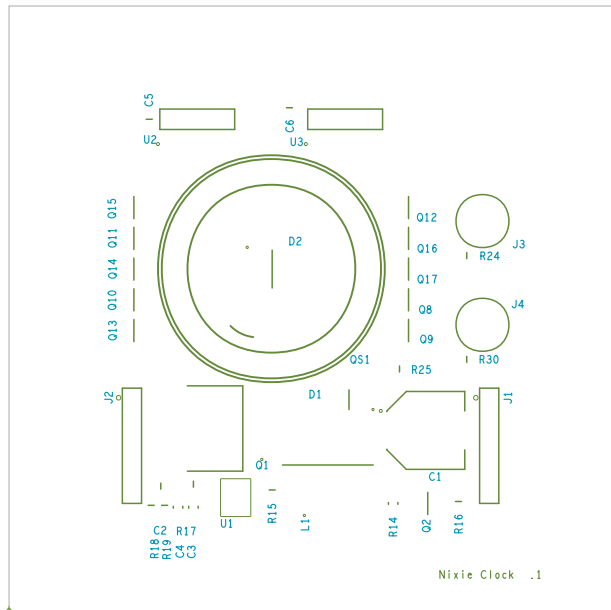 C5
C6
U2
U3
Q15
Q12
D2
Q11
Q16
J3
R24
Q14
Q17
Q10
Q8
J4
Q13
Q9
QS1
R30
R25
J2
D1
J1
Q1
C1
U1
R15
L1
R14
Q2
R16
C2
R17
R18
R19
C4
C3
Nixie Clock .1